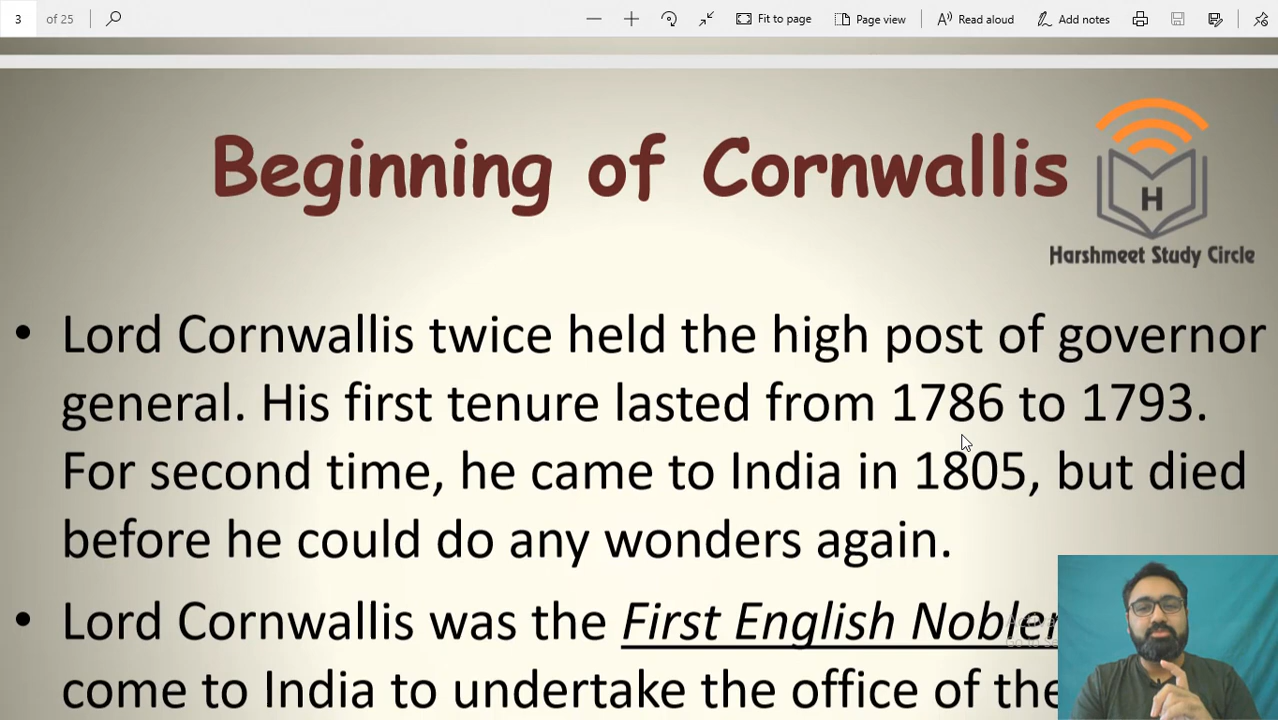 3 of 25 Fit to page Page view Read aloud Add notes
Beginning of Cornwallis
H
Harshmeet Study Circle
• Lord Cornwallis twice held the high post of governor
general. His first tenure lasted from 1786 to 1793.
For second time, he came to India in 1805, but died
before he could do any wonders again.
• Lord Cornwallis was the First English
come to India to undertake the office of the